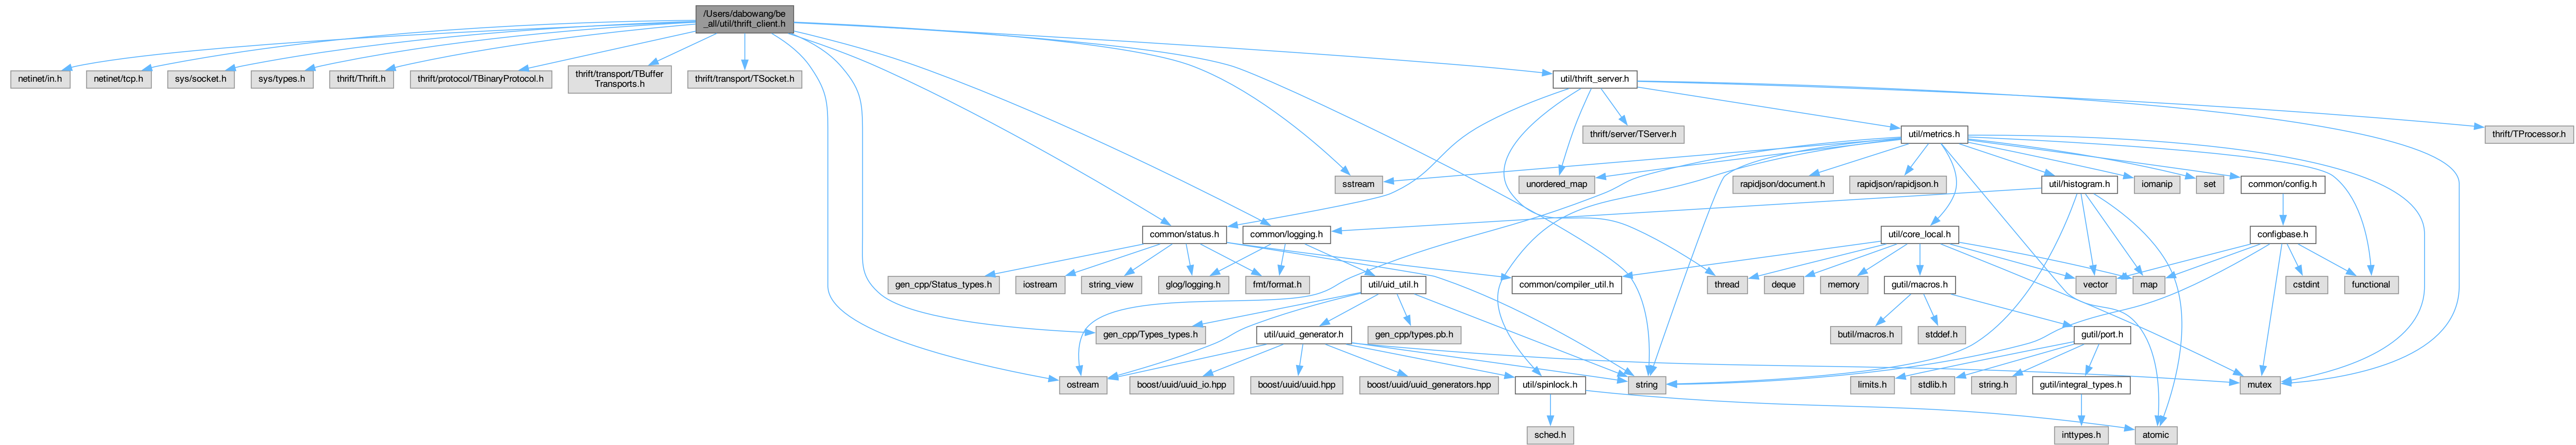 /Users/dabowang/be
_all/util/thrift_client.h
netinet/in.h
netinet/tcp.h
sys/socket.h
sys/types.h
thrift/Thrift.h
thrift/protocol/TBinaryProtocol.h
thrift/transport/TBuffer
Transports.h
thrift/transport/TSocket.h
util/thrift_server.h
thrift/server/TServer.h
util/metrics.h
thrift/TProcessor.h
sstream
unordered_map
rapidjson/document.h
rapidjson/rapidjson.h
util/histogram.h
iomanip
set
common/config.h
common/status.h
common/logging.h
util/core_local.h
configbase.h
gen_cpp/Status_types.h
iostream
string_view
glog/logging.h
fmt/format.h
util/uid_util.h
common/compiler_util.h
thread
deque
memory
gutil/macros.h
vector
map
cstdint
functional
gen_cpp/Types_types.h
util/uuid_generator.h
gen_cpp/types.pb.h
butil/macros.h
stddef.h
gutil/port.h
ostream
boost/uuid/uuid_io.hpp
boost/uuid/uuid.hpp
boost/uuid/uuid_generators.hpp
util/spinlock.h
string
limits.h
stdlib.h
string.h
gutil/integral_types.h
mutex
sched.h
inttypes.h
atomic